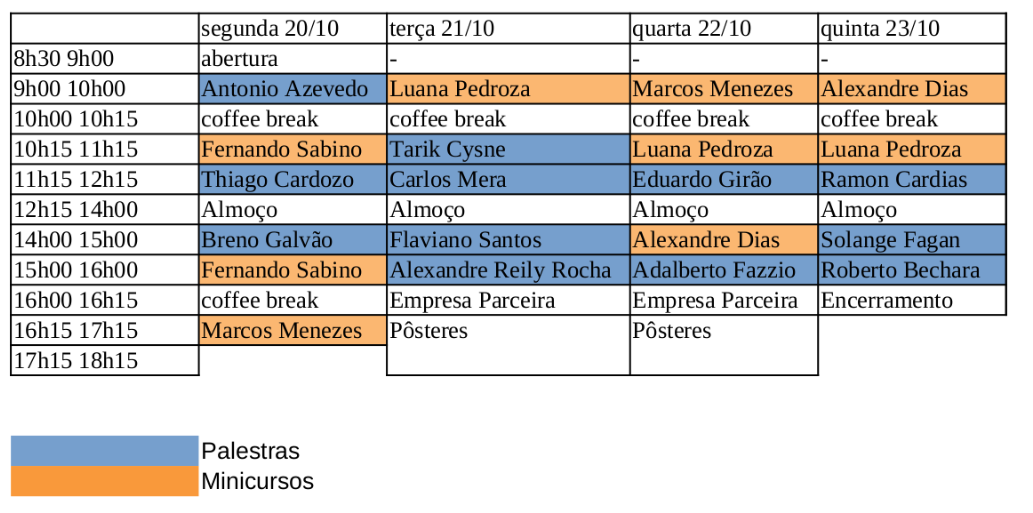 segunda 20/10 terça 21/10 quarta 22/10 quinta 23/10
8h30 9h00 abertura - - -
9h00 10h00 Antonio Azevedo Luana Pedroza Marcos Menezes Alexandre Dias
10h00 10h15 coffee break coffee break coffee break coffee break
10h15 11h15 Fernando Sabino Tarik Cysne Luana Pedroza Luana Pedroza
11h15 12h15 Thiago Cardozo Carlos Mera Eduardo Girão Ramon Cardias
12h15 14h00 Almoço Almoço Almoço Almoço
14h00 15h00 Breno Galvão Flaviano Santos Alexandre Dias Solange Fagan
15h00 16h00 Fernando Sabino Alexandre Reily Rocha Adalberto Fazzio Roberto Bechara
16h00 16h15 coffee break Empresa Parceira Empresa Parceira Encerramento
16h15 17h15 Marcos Menezes Pôsteres Pôsteres
17h15 18h15
Palestras
Minicursos